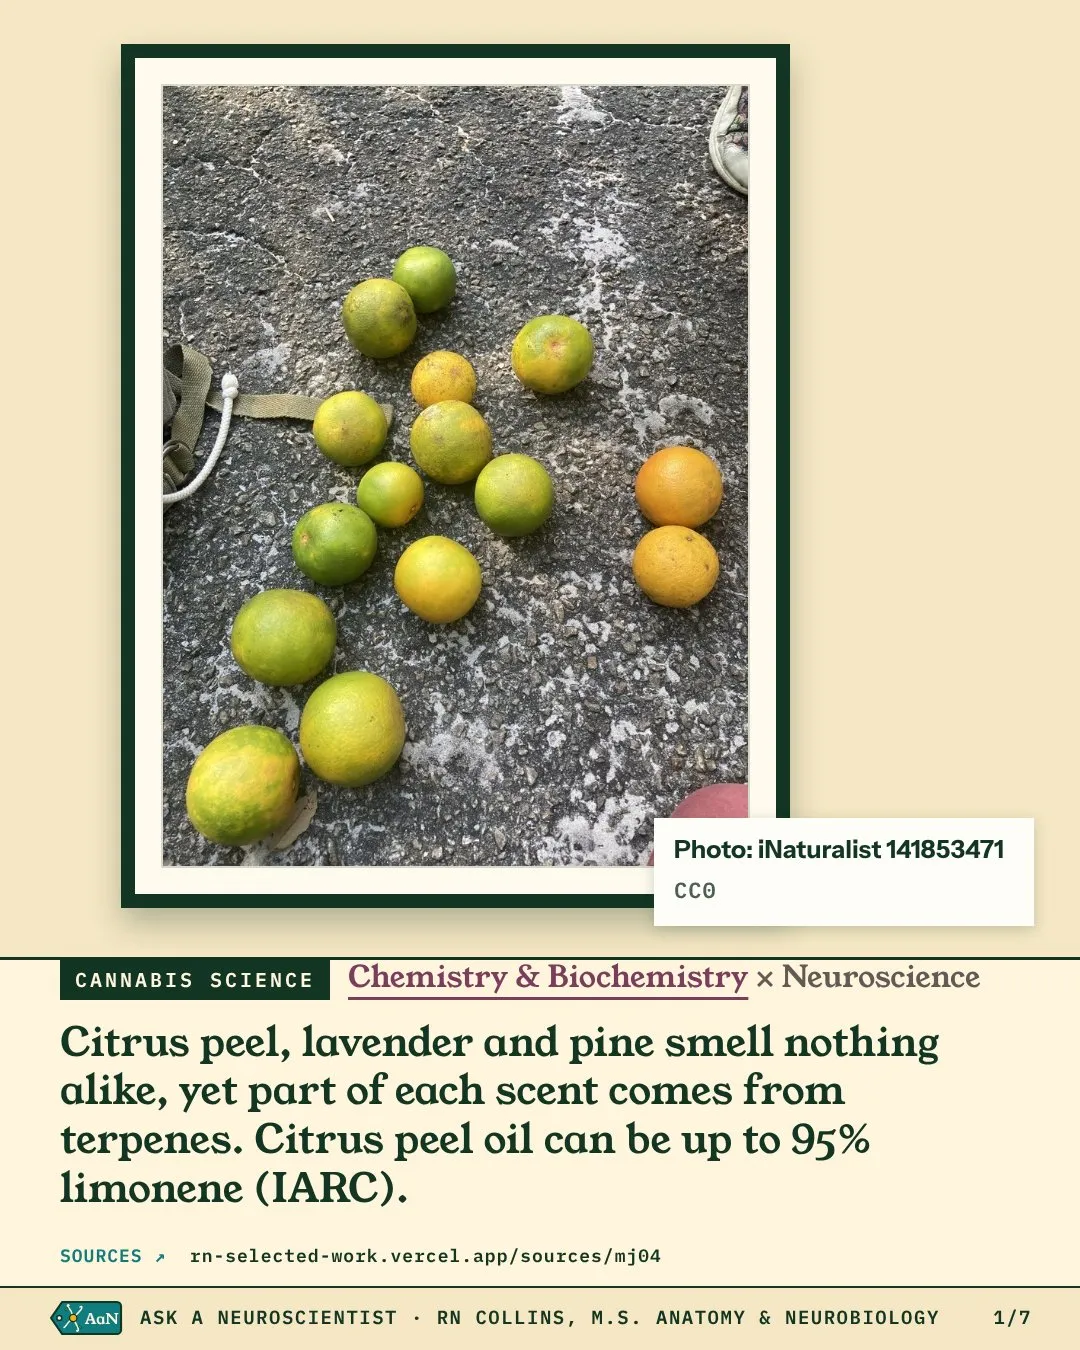 Photo: iNaturalist 141853471
CC0
CANNABIS SCIENCE
Chemistry & Biochemistry × Neuroscience
Citrus peel, lavender and pine smell nothing
alike, yet part of each scent comes from
terpenes. Citrus peel oil can be up to 95%
limonene (IARC).
SOURCES ↗ rn-selected-work.vercel.app/sources/mj04
AaN ASK A NEUROSCIENTIST · RN COLLINS, M.S. ANATOMY & NEUROBIOLOGY 1/7